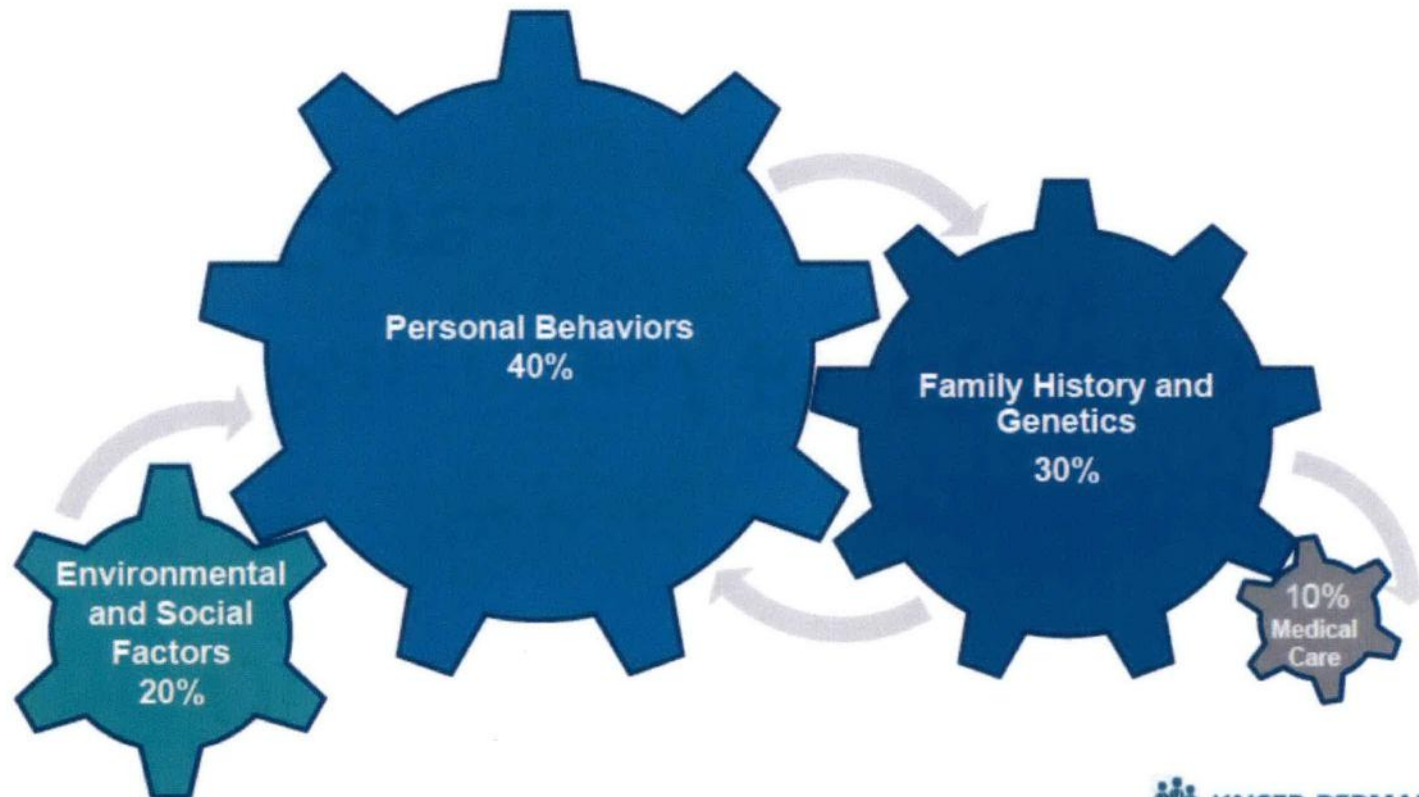 Personal Behaviors
40%
Family History and
Genetics
30%
Environmental
and Social
Factors
20%
10%
Medical
Care